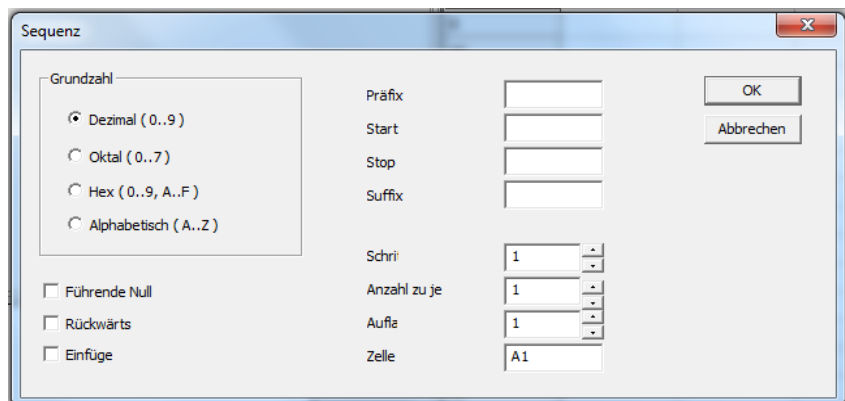 Sequenz
Grundzahl
Dezimal ( 0..9 )
Oktal ( 0..7 )
Hex ( 0..9, A..F )
Alphabetisch ( A..Z )
Führende Null
Rückwärts
Einfüge
Präfix
Start
Stop
Suffix
Schrit
1
Anzahl zu je
1
Aufla
1
Zelle
A1
OK
Abbrechen